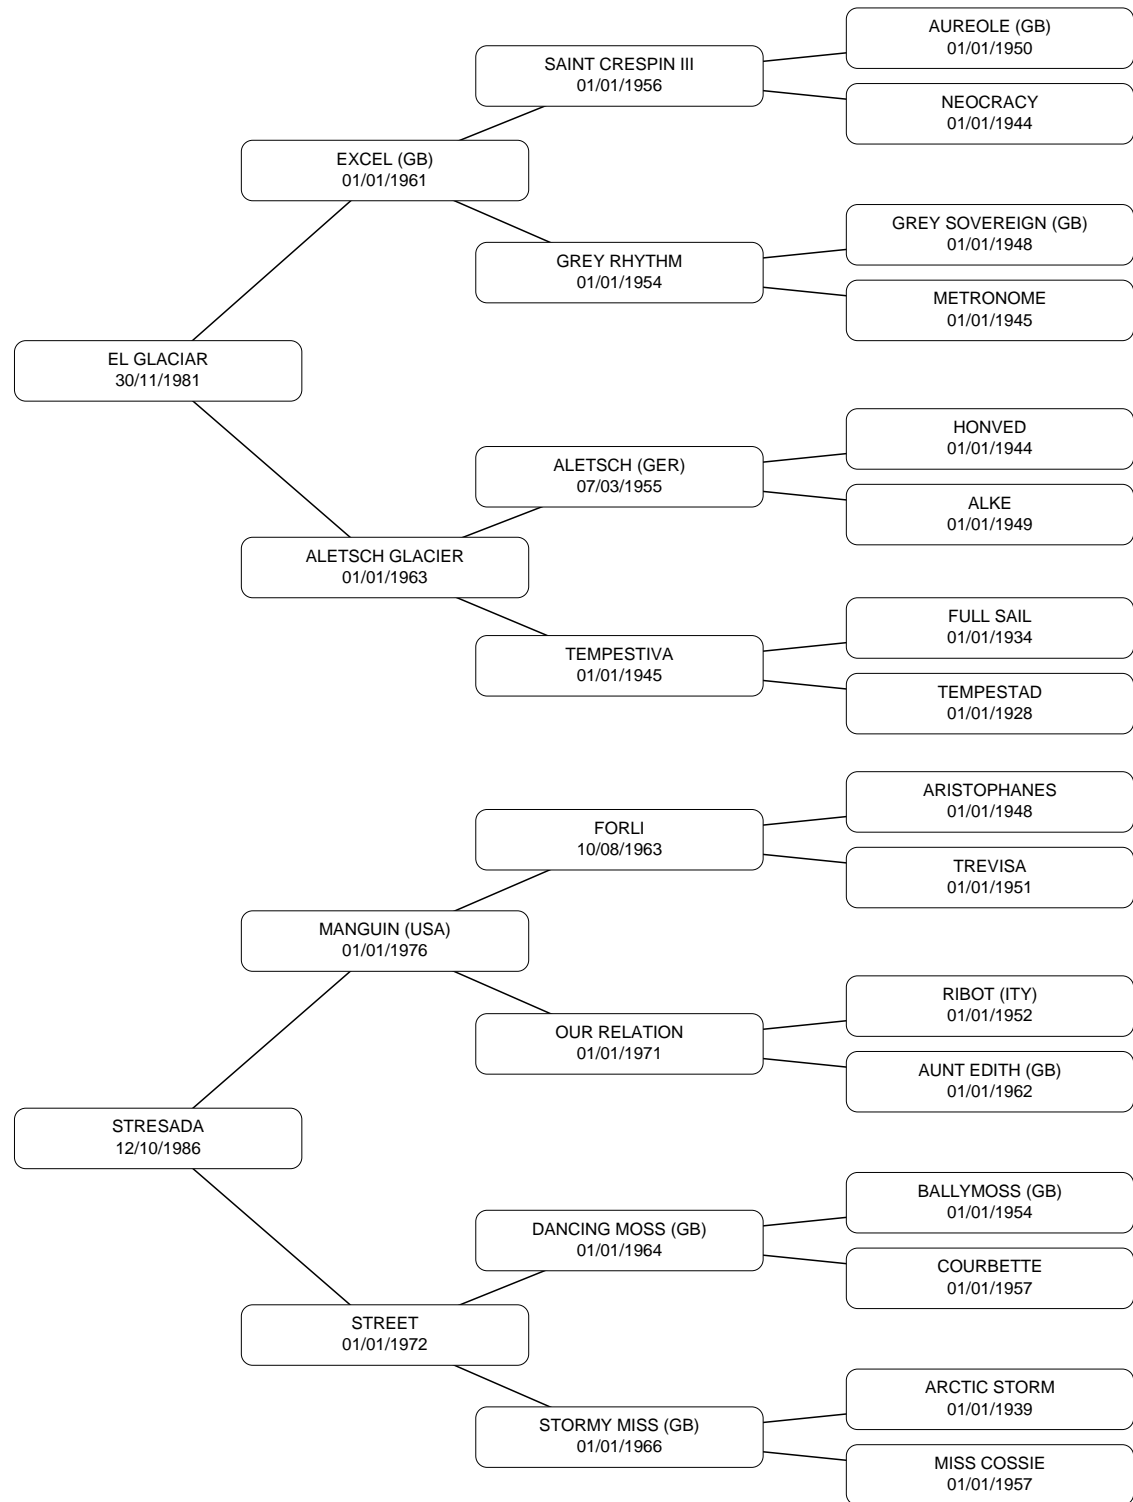 AUREOLE (GB)
01/01/1950
SAINT CRESPIN III
01/01/1956
NEOCRACY
01/01/1944
EXCEL (GB)
01/01/1961
GREY SOVEREIGN (GB)
01/01/1948
GREY RHYTHM
01/01/1954
METRONOME
01/01/1945
EL GLACIAR
30/11/1981
HONVED
01/01/1944
ALETSCH (GER)
07/03/1955
ALKE
01/01/1949
ALETSCH GLACIER
01/01/1963
FULL SAIL
01/01/1934
TEMPESTIVA
01/01/1945
TEMPESTAD
01/01/1928
ARISTOPHANES
01/01/1948
FORLI
10/08/1963
TREVISA
01/01/1951
MANGUIN (USA)
01/01/1976
RIBOT (ITY)
01/01/1952
OUR RELATION
01/01/1971
AUNT EDITH (GB)
01/01/1962
STRESADA
12/10/1986
BALLYMOSS (GB)
01/01/1954
DANCING MOSS (GB)
01/01/1964
COURBETTE
01/01/1957
STREET
01/01/1972
ARCTIC STORM
01/01/1939
STORMY MISS (GB)
01/01/1966
MISS COSSIE
01/01/1957